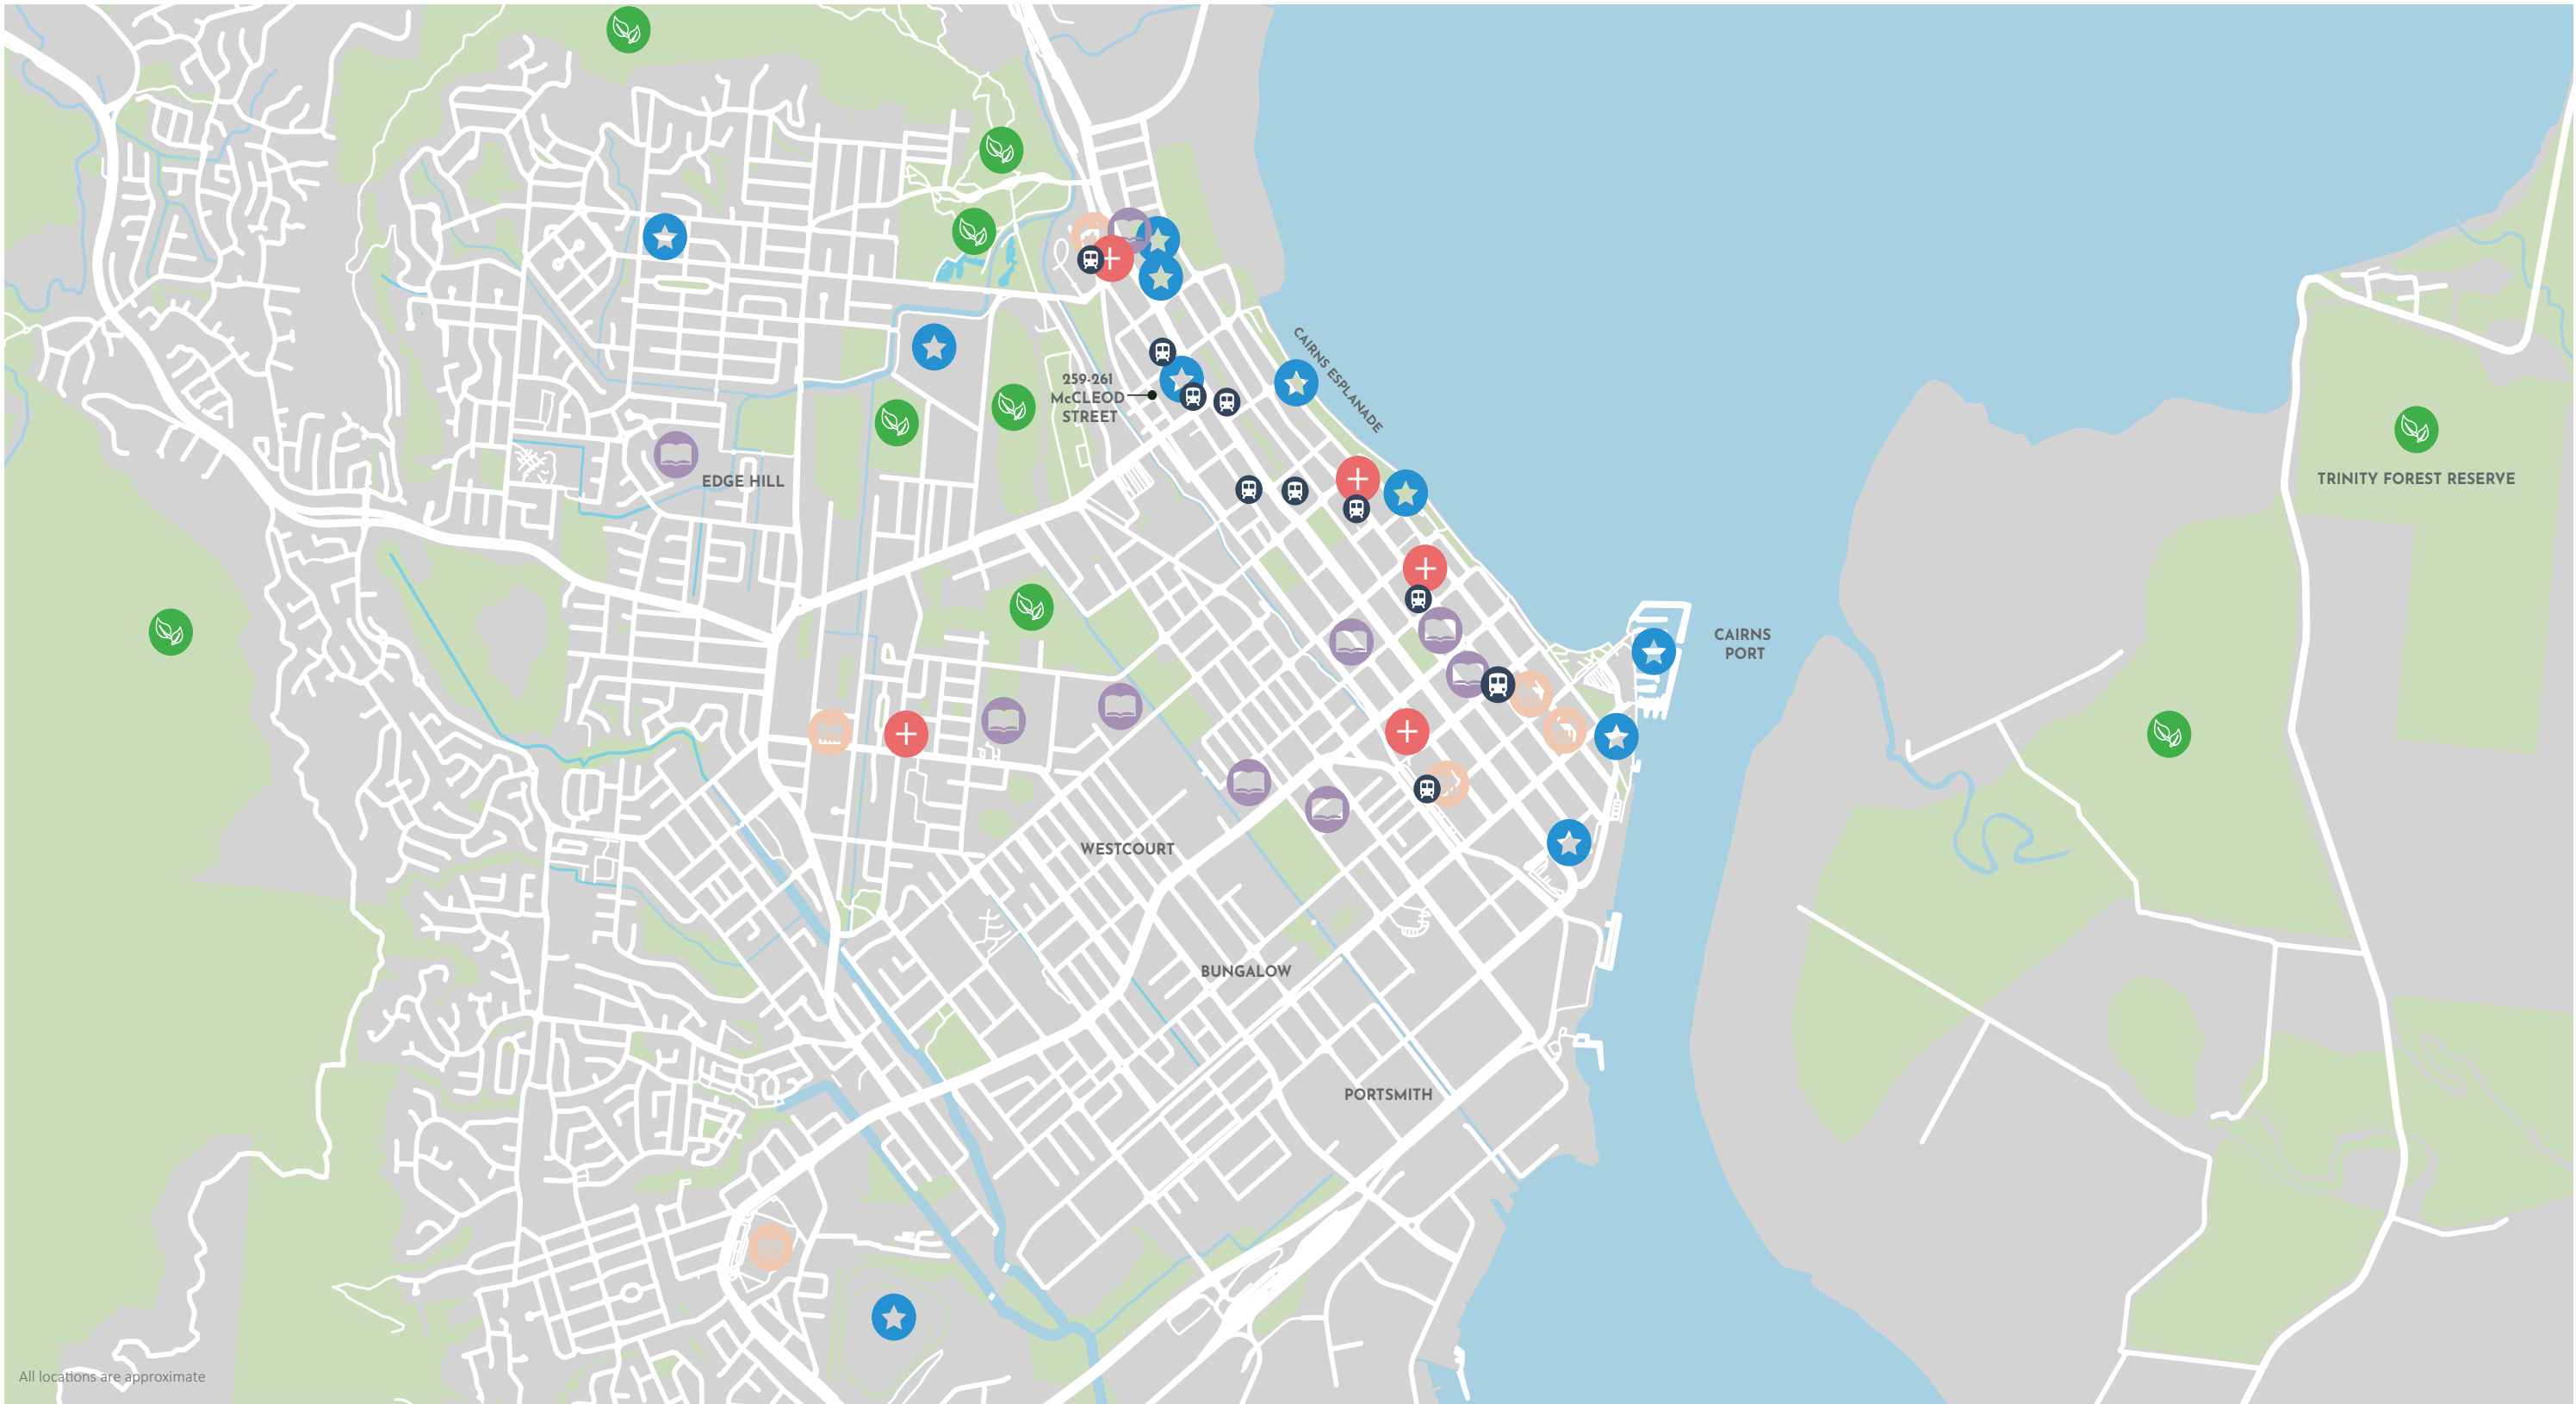 CAIRNS ESPLANADE
259-261
McCLEOD
STREET
EDGE HILL
TRINITY FOREST RESERVE
CAIRNS
PORT
WESTCOURT
BUNGALOW
PORTSMITH
All locations are approximate